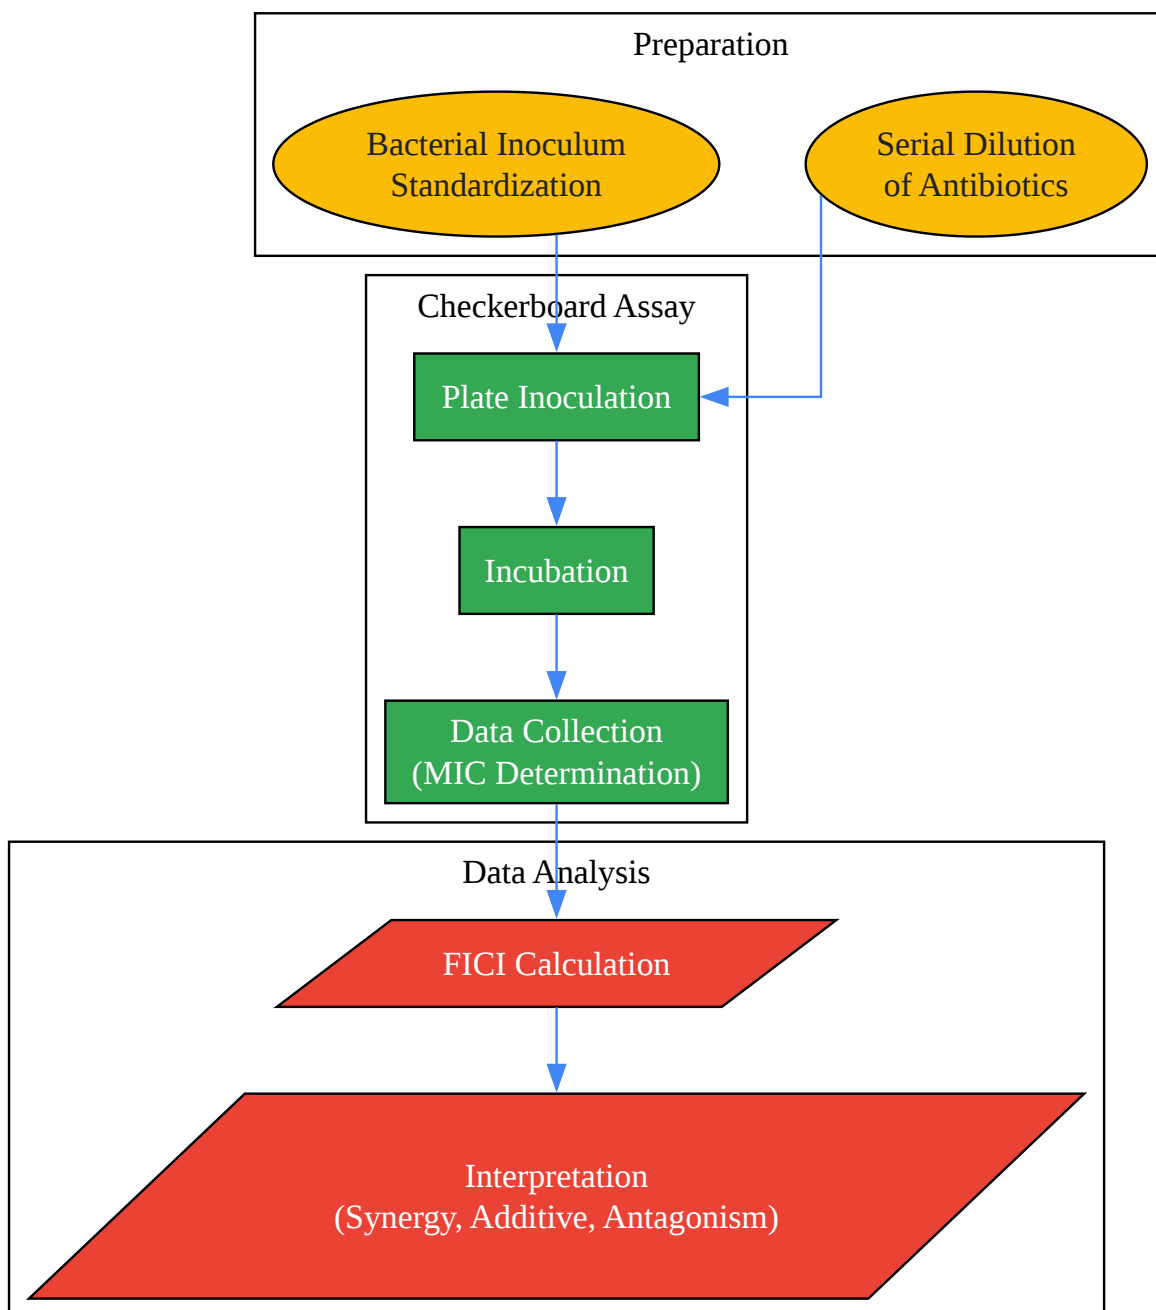 Preparation
Bacterial Inoculum
Standardization
Serial Dilution
of Antibiotics
Checkerboard Assay
Plate Inoculation
Incubation
Data Collection
(MIC Determination)
Data Analysis
FICI Calculation
Interpretation
(Synergy, Additive, Antagonism)